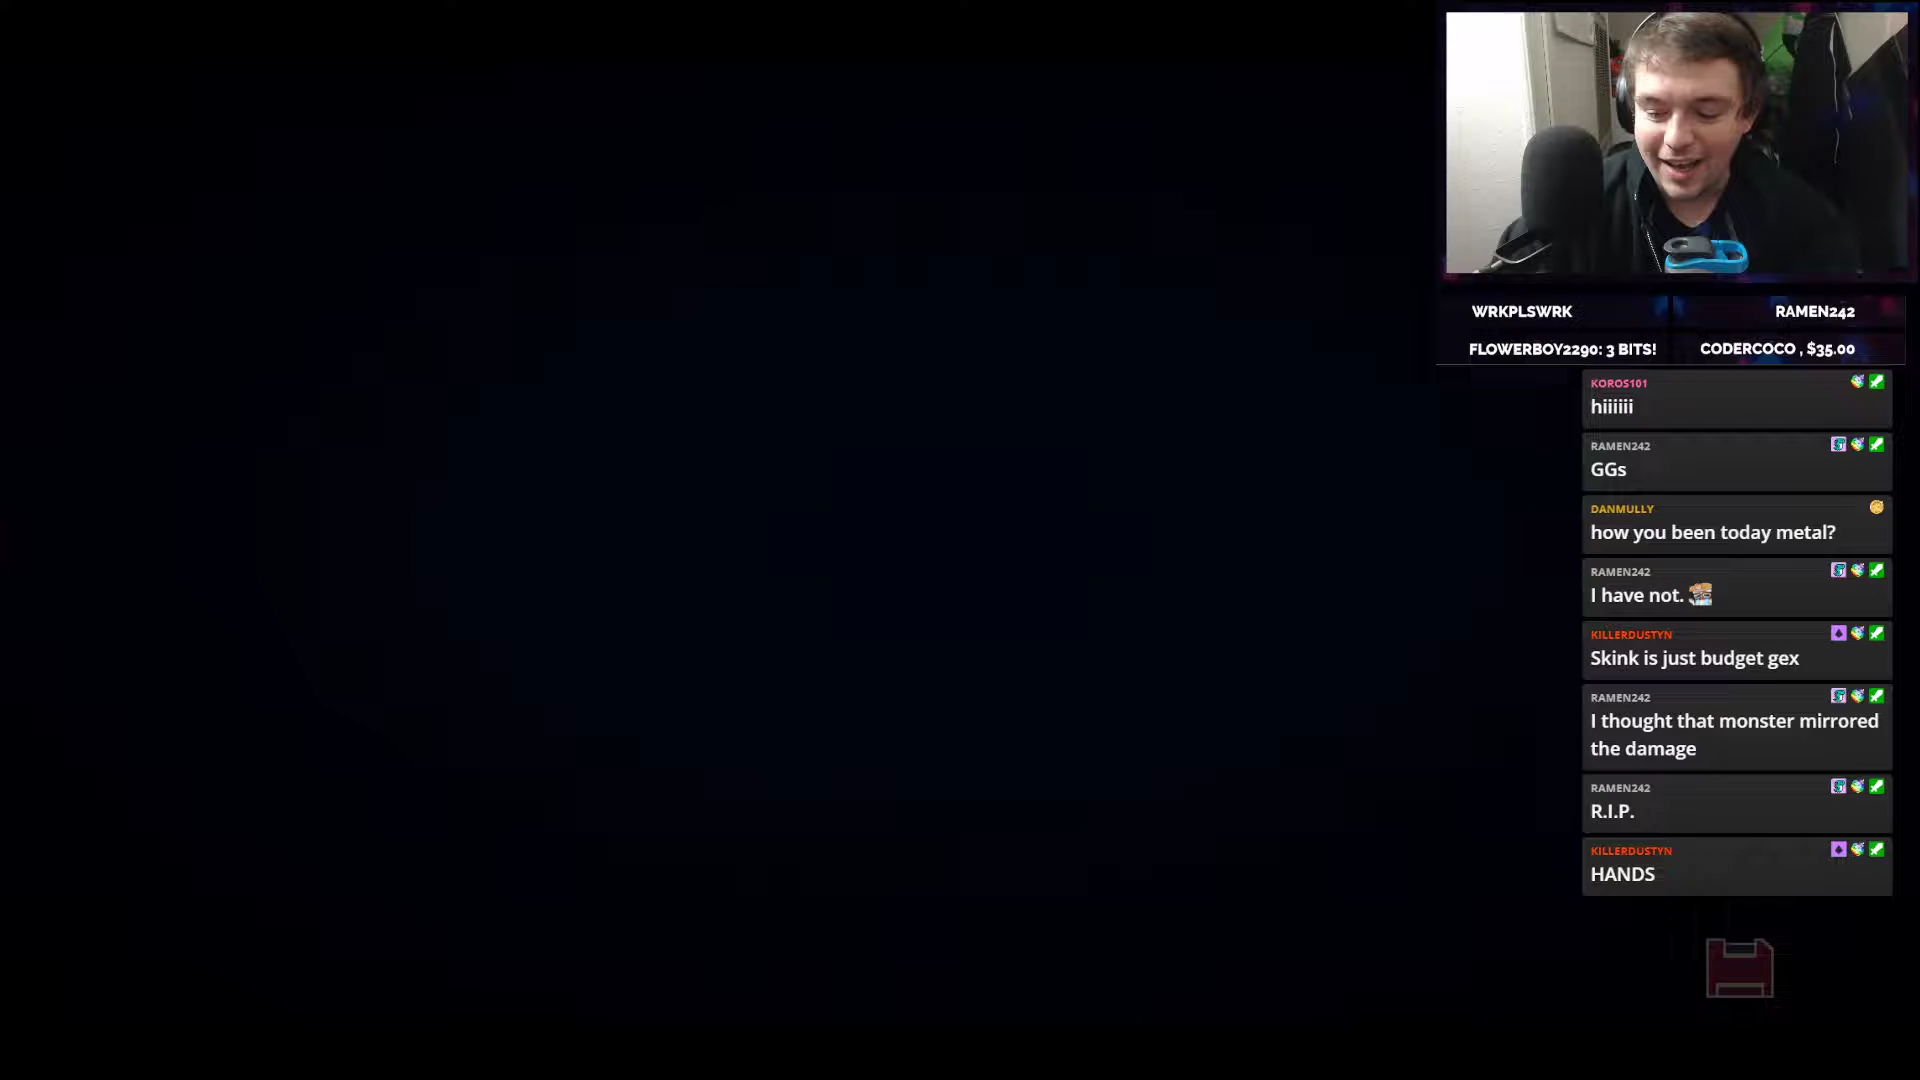 WRKPLSWRK
RAMEN242
FLOWERBOY2290: 3 BITS!
CODERCOCO , $35.00
KOROS101
hiiiiii
RAMEN242
GGs
DANMULLY
how you been today metal?
RAMEN242
I have not.
KILLERDUSTYN
Skink is just budget gex
RAMEN242
I thought that monster mirrored
the damage
RAMEN242
R.I.P.
KILLERDUSTYN
HANDS